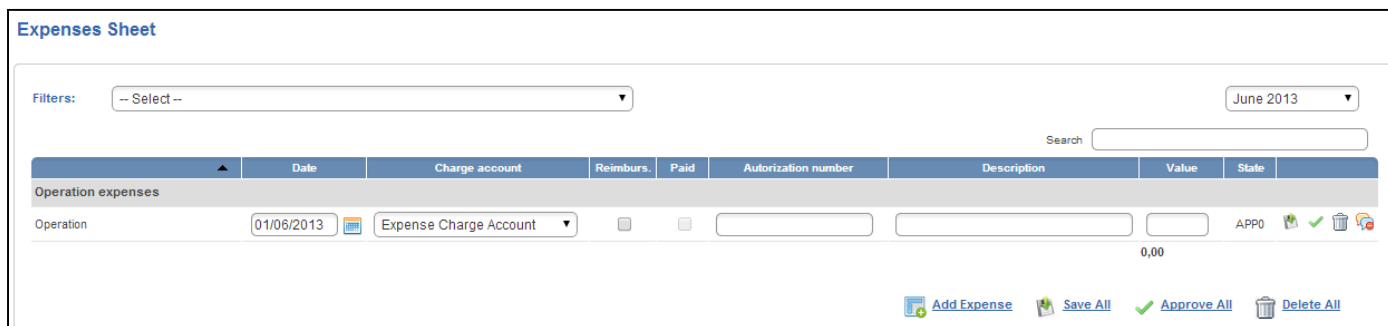 Expenses Sheet
Filters: -- Select -- June 2013
Search
Date Charge account Reimburs. Paid Autorization number Description Value State
Operation expenses
Operation 01/06/2013 Expense Charge Account APP0
0,00
Add Expense Save All Approve All Delete All